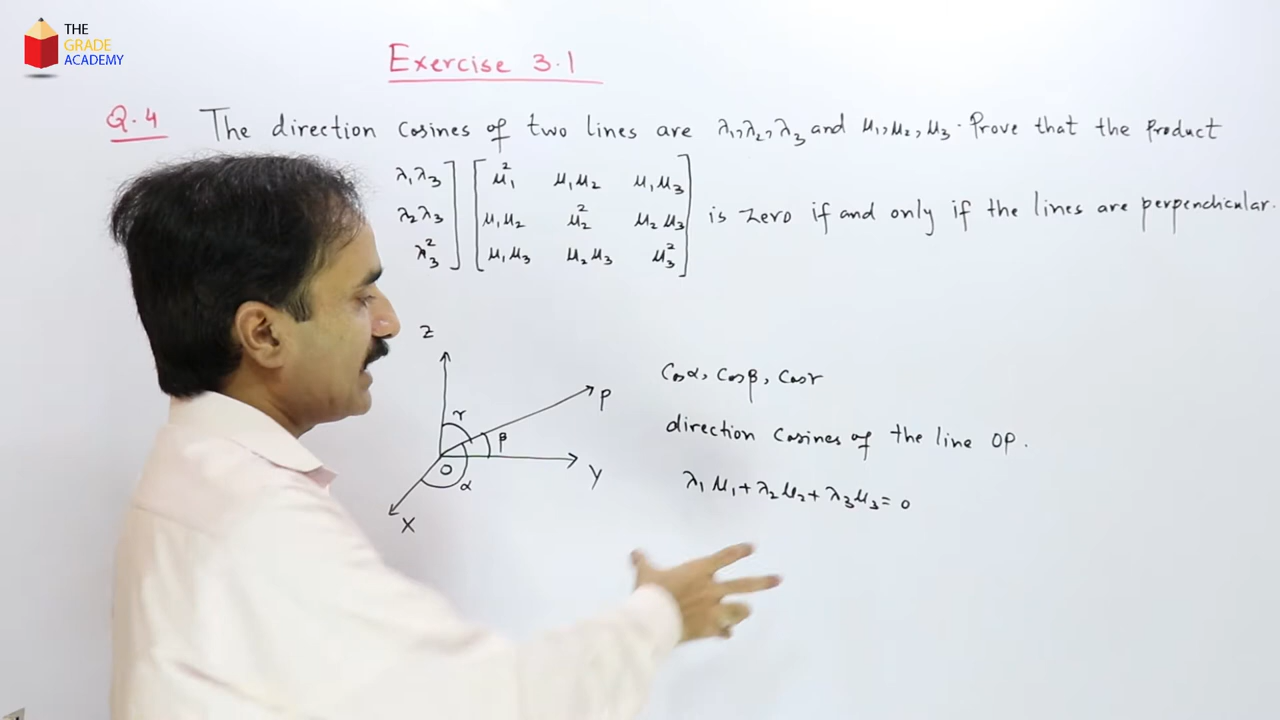 THE
GRADE
ACADEMY
Exercise 3.1
Q.4 The direction cosines of two lines are λ₁, λ₂, λ₃ and μ₁, μ₂, μ₃. Prove that the product
λ₁λ₃] [μ₁² μ₁μ₂ μ₁μ₃]
λ₂λ₃] [μ₁μ₂ μ₂² μ₂μ₃] is zero if and only if the lines are perpendicular.
λ₃²] [μ₁μ₃ μ₂μ₃ μ₃²]
Z
P
γ
β
O
Y
α
X
Cosα, Cosβ, Cosγ
direction cosines of the line OP.
λ₁μ₁+λ₂μ₂+λ₃μ₃=0